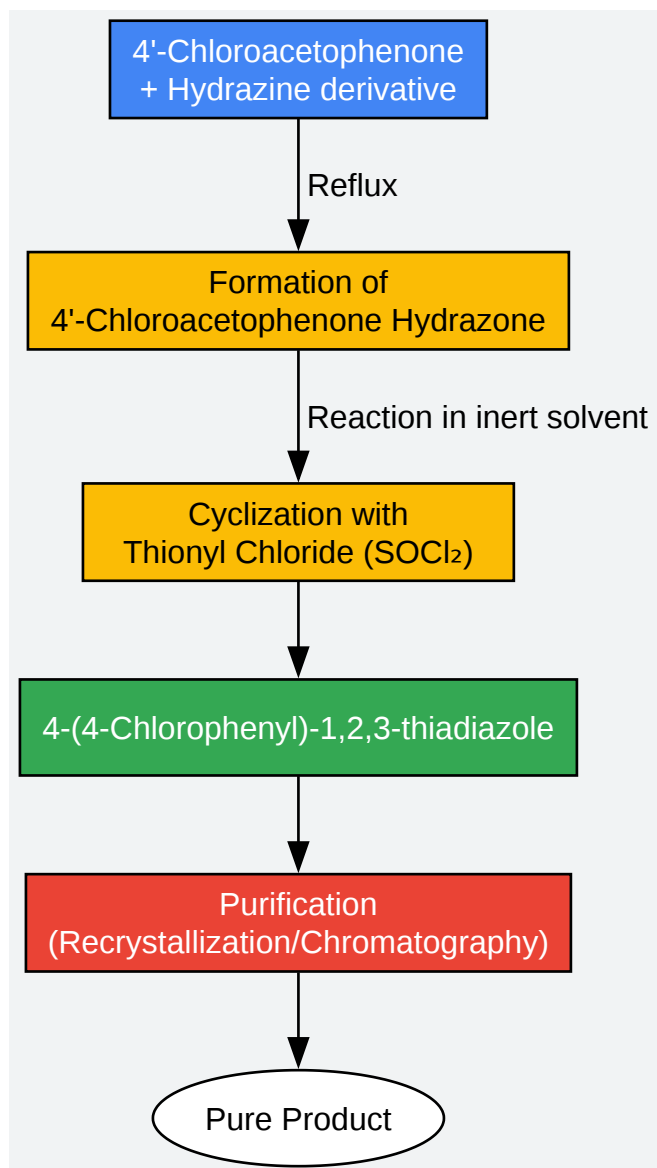 4'-Chloroacetophenone
+ Hydrazine derivative
Reflux
Formation of
4'-Chloroacetophenone Hydrazone
Reaction in inert solvent
Cyclization with
Thionyl Chloride (SOCl₂)
4-(4-Chlorophenyl)-1,2,3-thiadiazole
Purification
(Recrystallization/Chromatography)
Pure Product